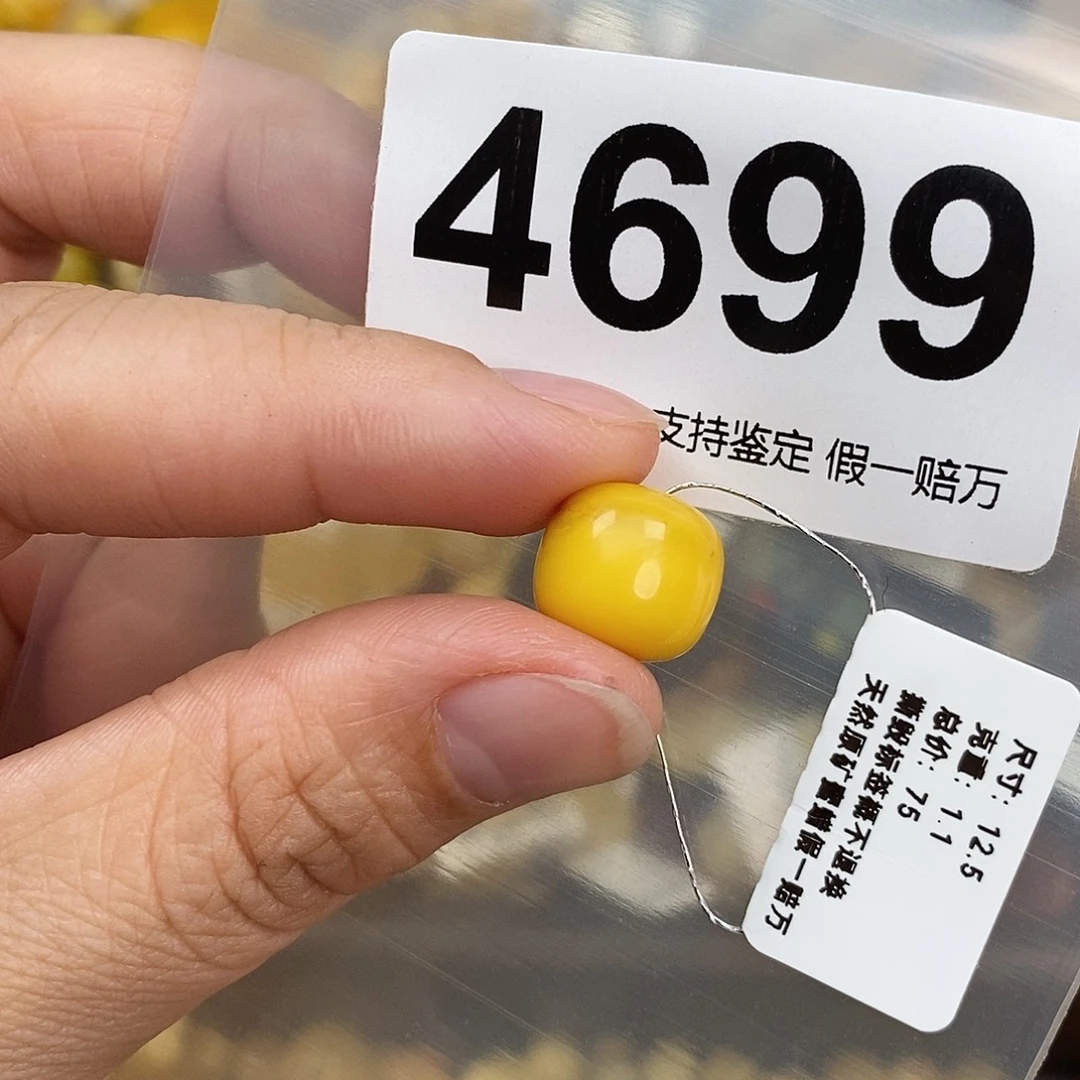 4699
支持鉴定 假一赔万
尺寸: 12.5
克重: 1.1
总价: 75
撕毁标签概不退换
天然原矿蜜蜡假一赔万